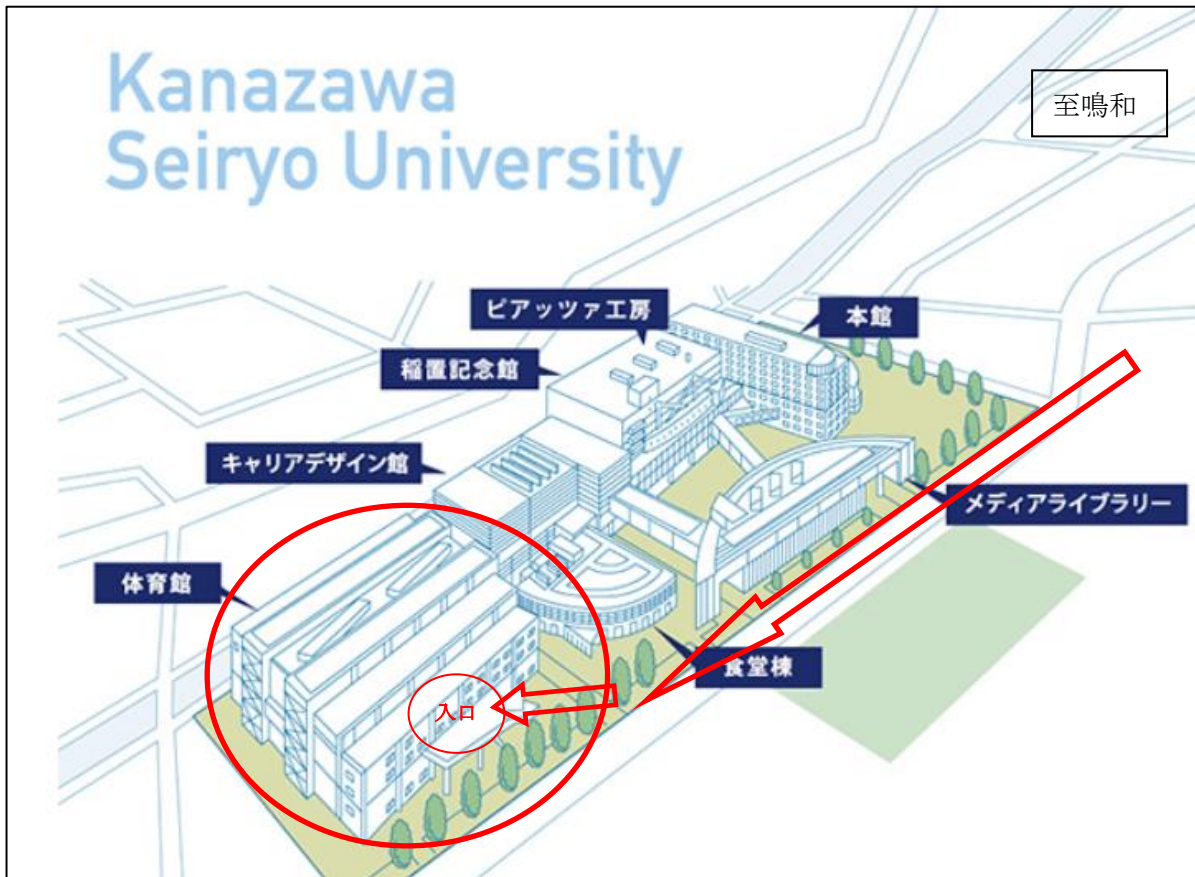 Kanazawa
Seiryo University
至鳴和
ピアッツァ工房
本館
稲置記念館
キャリアデザイン館
メディアライブラリー
体育館
食堂棟
入口